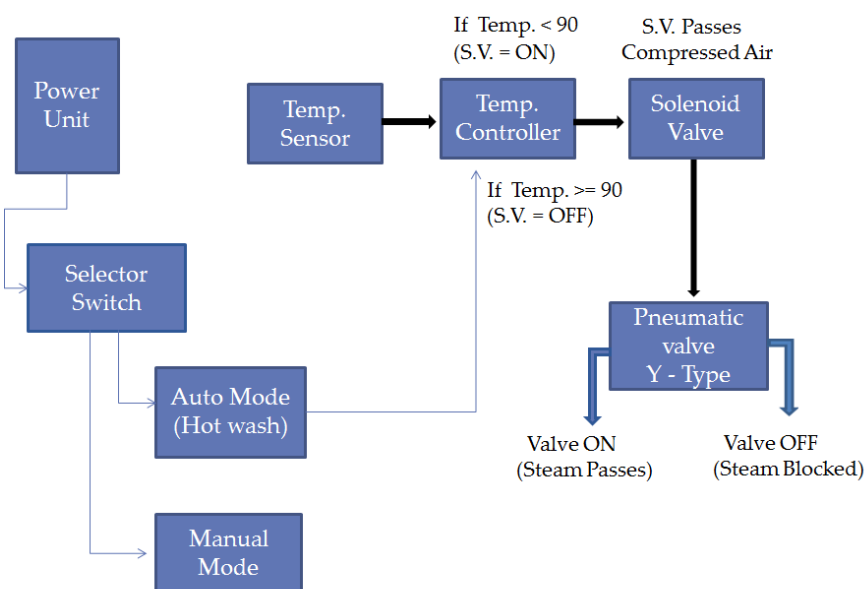 If Temp. < 90
(S.V. = ON)
S.V. Passes
Compressed Air
Power
Unit
Temp.
Sensor
Temp.
Controller
Solenoid
Valve
If Temp. >= 90
(S.V. = OFF)
Selector
Switch
Pneumatic
valve
Y - Type
Auto Mode
(Hot wash)
Valve ON
(Steam Passes)
Valve OFF
(Steam Blocked)
Manual
Mode